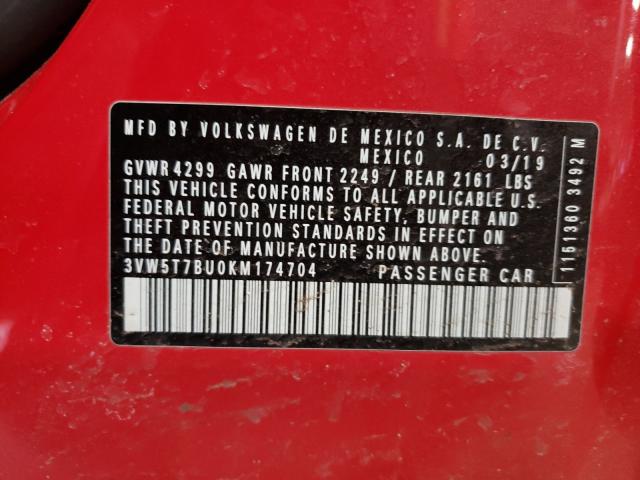 MFD BY VOLKSWAGEN DE MEXICO S.A. DE C.V.
MEXICO 03/19
GVWR 4299 GAWR FRONT 2249 / REAR 2161 LBS
THIS VEHICLE CONFORMS TO ALL APPLICABLE U.S.
FEDERAL MOTOR VEHICLE SAFETY, BUMPER AND
THEFT PREVENTION STANDARDS IN EFFECT ON
THE DATE OF MANUFACTURE SHOWN ABOVE.
3VW5T7BU0KM174704 PASSENGER CAR
1161360 3492 M